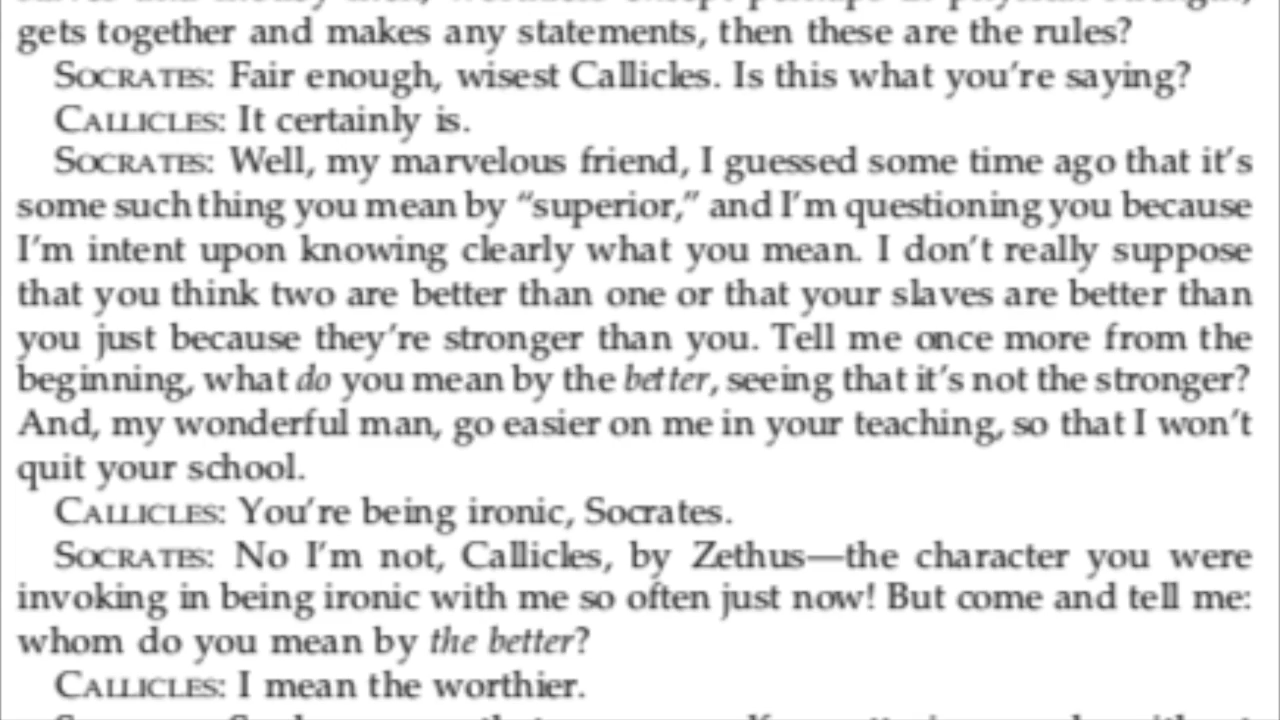 gets together and makes any statements, then these are the rules?
SOCRATES: Fair enough, wisest Callicles. Is this what you're saying?
CALLICLES: It certainly is.
SOCRATES: Well, my marvelous friend, I guessed some time ago that it's
some such thing you mean by “superior,” and I'm questioning you because
I'm intent upon knowing clearly what you mean. I don't really suppose
that you think two are better than one or that your slaves are better than
you just because they're stronger than you. Tell me once more from the
beginning, what do you mean by the better, seeing that it's not the stronger?
And, my wonderful man, go easier on me in your teaching, so that I won't
quit your school.
CALLICLES: You're being ironic, Socrates.
SOCRATES: No I'm not, Callicles, by Zethus—the character you were
invoking in being ironic with me so often just now! But come and tell me:
whom do you mean by the better?
CALLICLES: I mean the worthier.